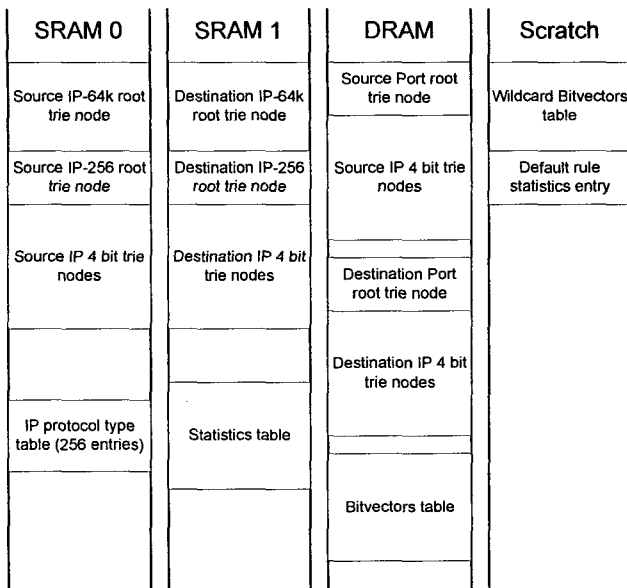 SRAM 0
Source IP-64k root
trie node
Source IP-256 root
trie node
Source IP 4 bit trie
nodes
IP protocol type
table (256 entries)
SRAM 1
Destination IP-64k
root trie node
Destination IP-256
root trie node
Destination IP 4 bit
trie nodes
Statistics table
DRAM
Source Port root
trie node
Source IP 4 bit trie
nodes
Destination Port
root trie node
Destination IP 4 bit
trie nodes
Bitvectors table
Scratch
Wildcard Bitvectors
table
Default rule
statistics entry